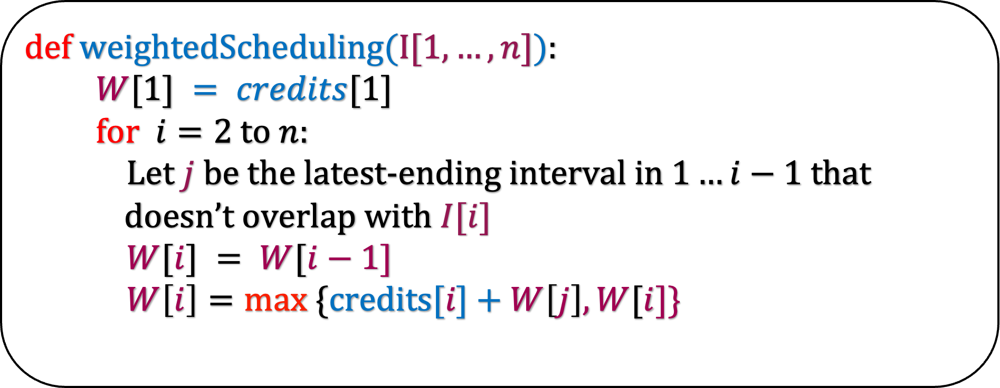 def weightedScheduling(I[1, … , n]):
W[1] = credits[1]
for i = 2 to n:
Let j be the latest-ending interval in 1 … i − 1 that
doesn’t overlap with I[i]
W[i] = W[i − 1]
W[i] = max {credits[i] + W[j], W[i]}